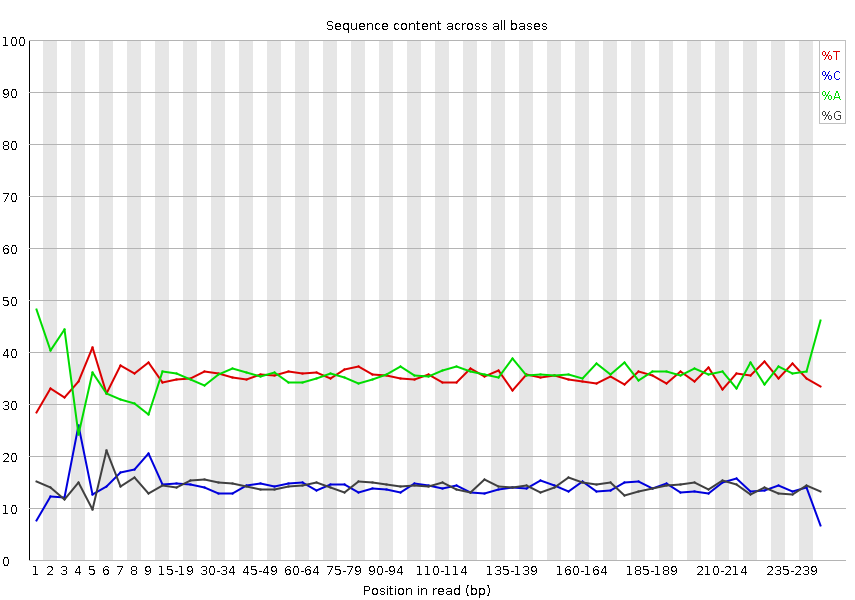 Sequence content across all bases
100
90
80
70
60
50
40
30
20
10
0
%T
%C
%A
%G
1 2 3 4 5 6 7 8 9 15-19 30-34 45-49 60-64 75-79 90-94 110-114 135-139 160-164 185-189 210-214 235-239
Position in read (bp)